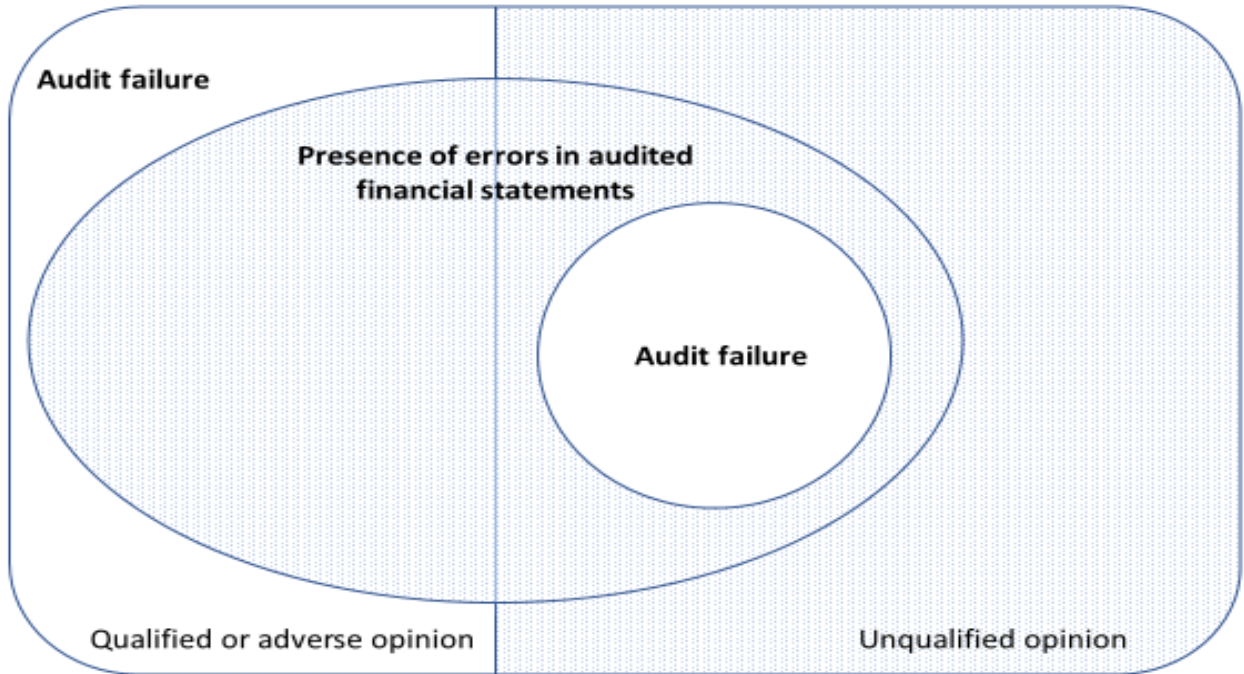 Audit failure
Presence of errors in audited
financial statements
Audit failure
Qualified or adverse opinion
Unqualified opinion